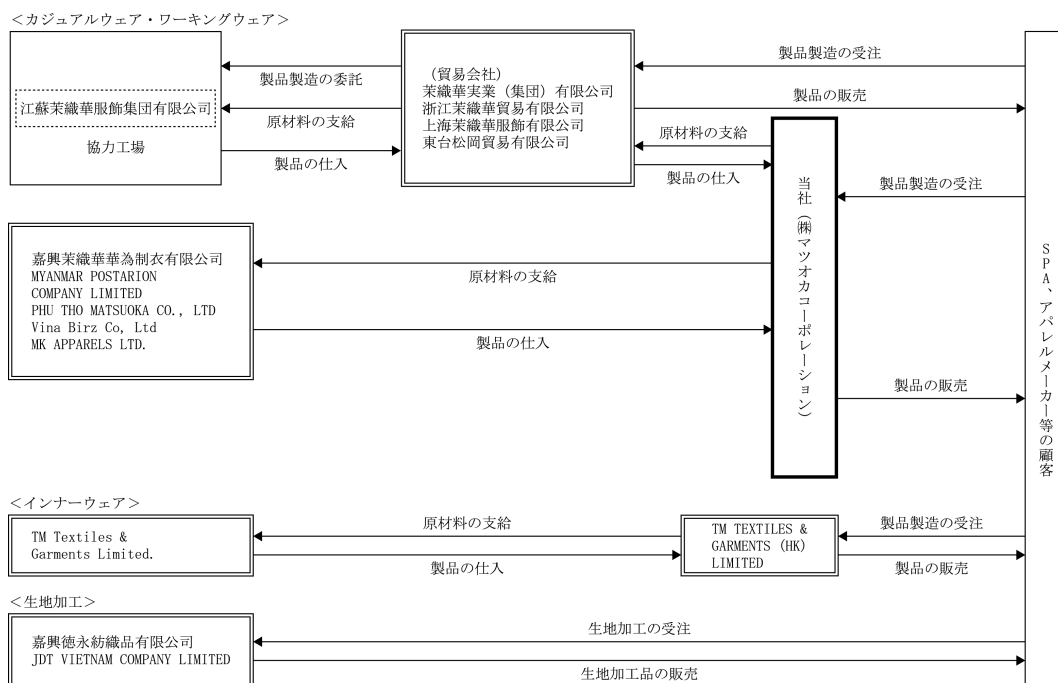 ＜カジュアルウェア・ワーキングウェア＞
江蘇茉織華服飾集団有限公司
協力工場
製品製造の委託
原材料の支給
製品の仕入
（貿易会社）
茉織華実業（集団）有限公司
浙江茉織華貿易有限公司
上海茉織華服飾有限公司
東台松岡貿易有限公司
製品製造の受注
製品の販売
原材料の支給
製品の仕入
当社（㈱マツオカコーポレーション）
製品製造の受注
SPA、アパレルメーカー等の顧客
嘉興茉織華華為制衣有限公司
MYANMAR POSTARION
COMPANY LIMITED
PHU THO MATSUOKA CO., LTD
Vina Birz Co, Ltd
MK APPARELS LTD.
原材料の支給
製品の仕入
製品の販売
＜インナーウェア＞
TM Textiles &
Garments Limited.
原材料の支給
製品の仕入
TM TEXTILES &
GARMENTS (HK)
LIMITED
製品製造の受注
製品の販売
＜生地加工＞
嘉興徳永紡織品有限公司
JDT VIETNAM COMPANY LIMITED
生地加工の受注
生地加工品の販売